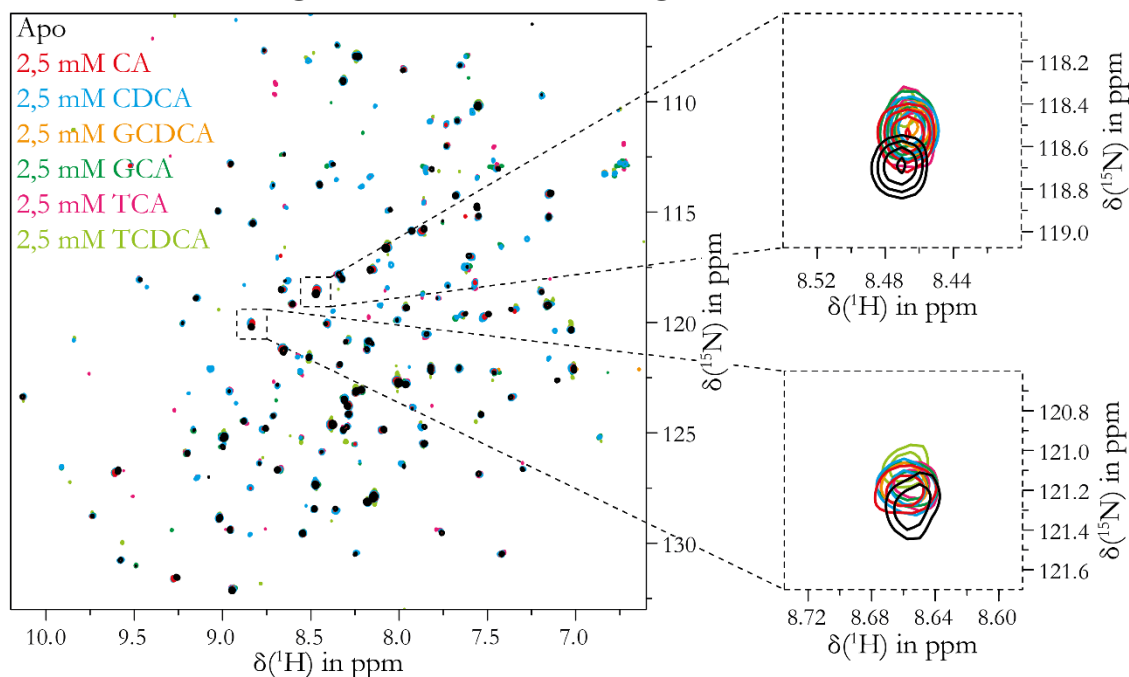 Apo
2,5 mM CA
2,5 mM CDCA
2,5 mM GCDCA
2,5 mM GCA
2,5 mM TCA
2,5 mM TCDCA
110
115
120
125
130
δ(¹⁵N) in ppm
10.0 9.5 9.0 8.5 8.0 7.5 7.0
δ(¹H) in ppm
118.2
118.4
118.6
118.8
119.0
δ(¹⁵N) in ppm
8.52 8.48 8.44
δ(¹H) in ppm
120.8
121.0
121.2
121.4
121.6
δ(¹⁵N) in ppm
8.72 8.68 8.64 8.60
δ(¹H) in ppm